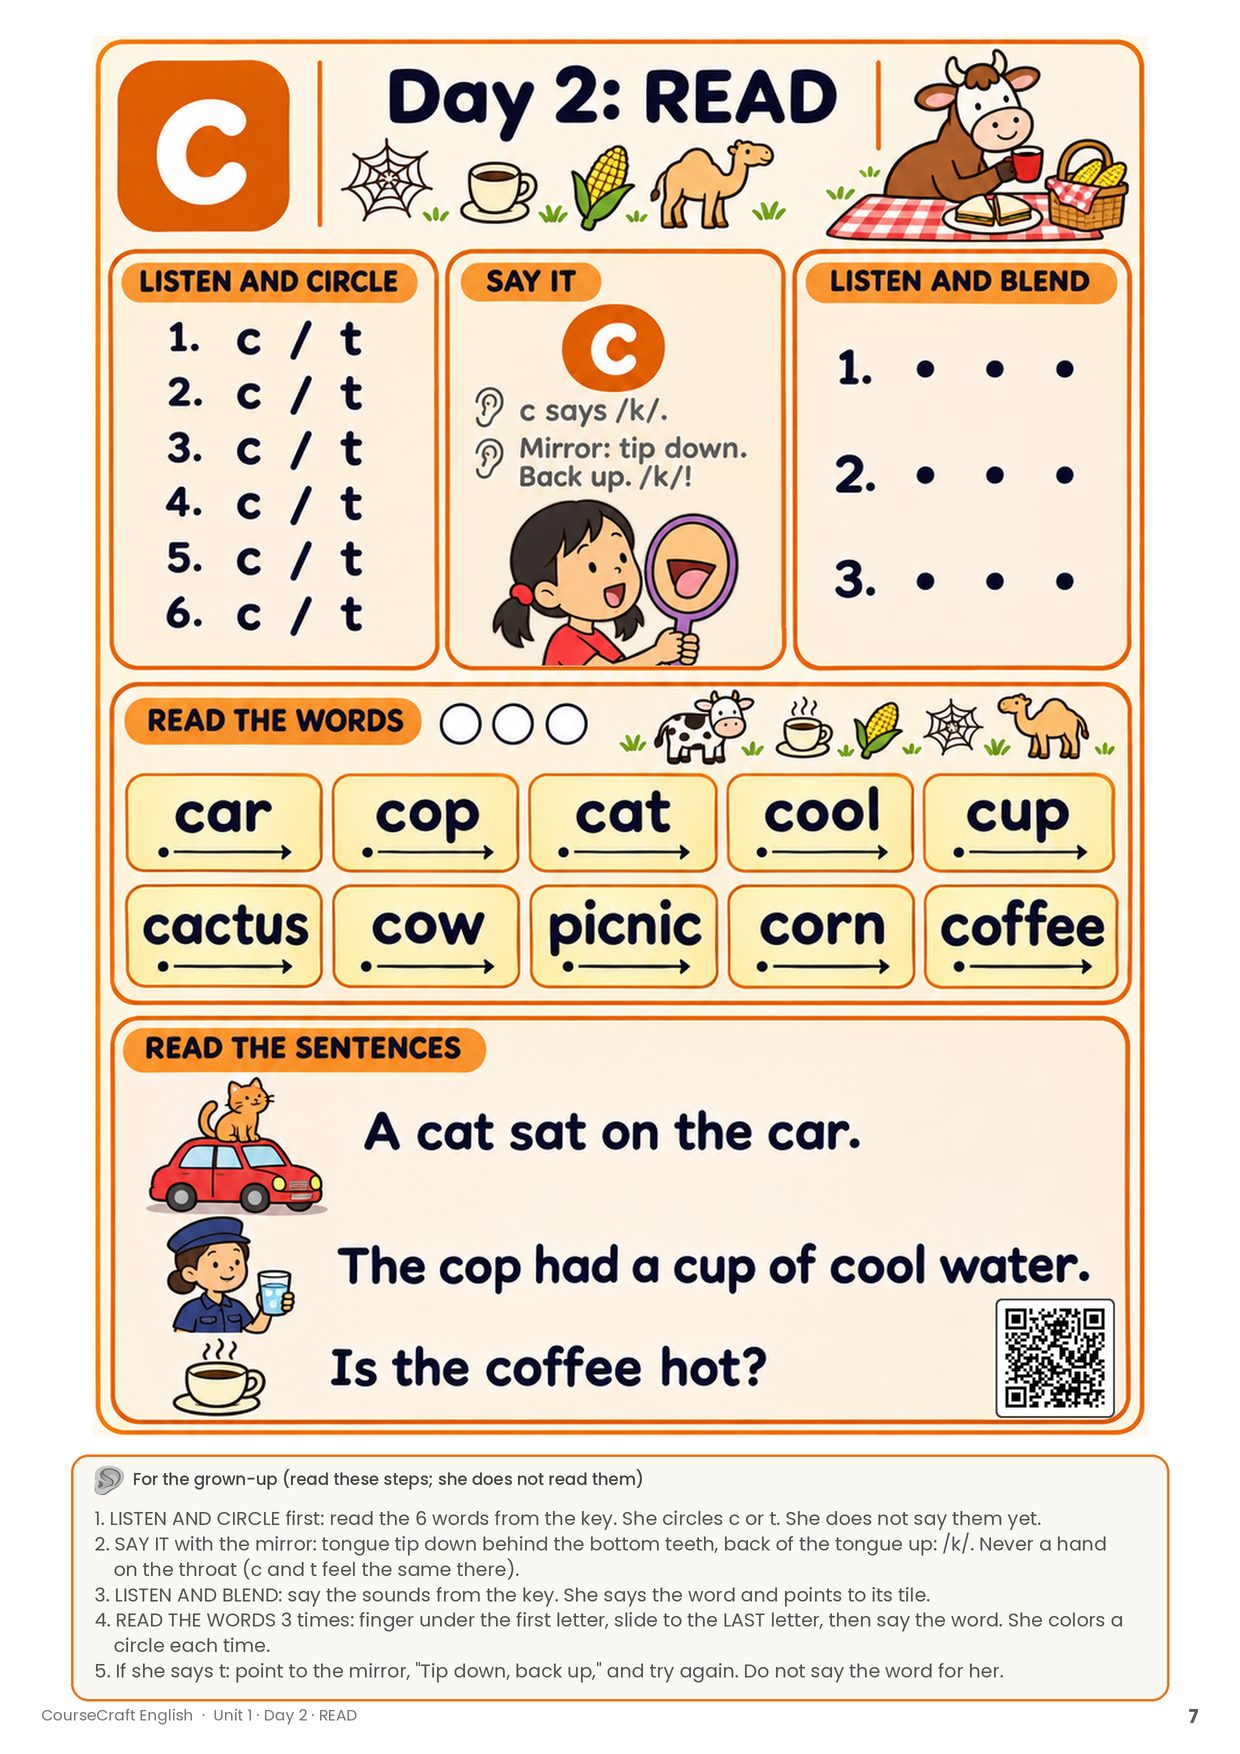 c
Day 2: READ
LISTEN AND CIRCLE
1. c / t
2. c / t
3. c / t
4. c / t
5. c / t
6. c / t
SAY IT
c
c says /k/.
Mirror: tip down.
Back up. /k/!
LISTEN AND BLEND
1. • • •
2. • • •
3. • • •
READ THE WORDS
car cop cat cool cup
cactus cow picnic corn coffee
READ THE SENTENCES
A cat sat on the car.
The cop had a cup of cool water.
Is the coffee hot?
For the grown-up (read these steps; she does not read them)
1. LISTEN AND CIRCLE first: read the 6 words from the key. She circles c or t. She does not say them yet.
2. SAY IT with the mirror: tongue tip down behind the bottom teeth, back of the tongue up: /k/. Never a hand
on the throat (c and t feel the same there).
3. LISTEN AND BLEND: say the sounds from the key. She says the word and points to its tile.
4. READ THE WORDS 3 times: finger under the first letter, slide to the LAST letter, then say the word. She colors a
circle each time.
5. If she says t: point to the mirror, "Tip down, back up," and try again. Do not say the word for her.
CourseCraft English · Unit 1 · Day 2 · READ
7